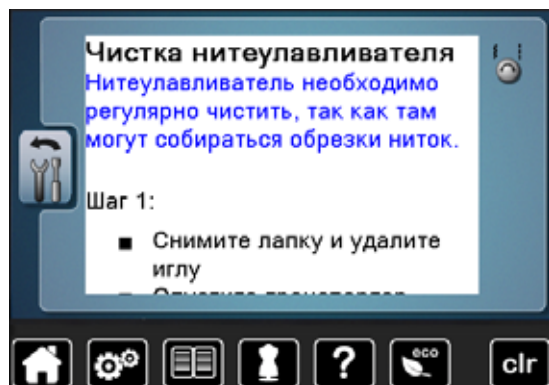 Чистка нитеулавливателя
Нитеулавливатель необходимо
регулярно чистить, так как там
могут собираться обрезки ниток.
Шаг 1:
■ Снимите лапку и удалите
иглу
?
eco
clr